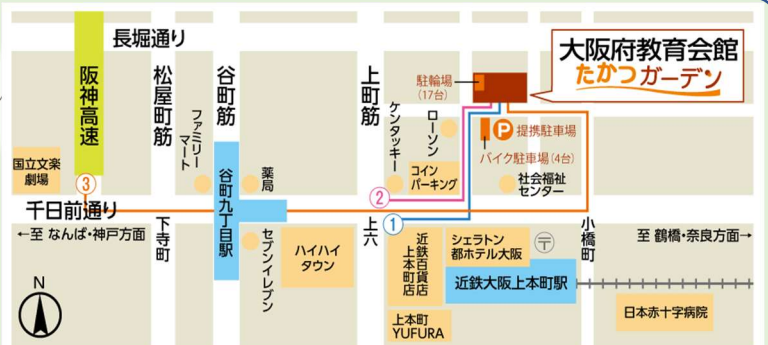 長堀通り
阪神高速
松屋町筋
谷町筋
上町筋
大阪府教育会館
たかつガーデン
駐輪場
(17台)
ファミリー
マート
ケンタッキー
ローソン
P 提携駐車場
バイク駐車場(4台)
国立文楽
劇場
3
谷町九丁目駅
薬局
コイン
パーキング
社会福祉
センター
2
千日前通り
1
←至 なんば・神戸方面
下寺町
セブンイレブン
ハイハイ
タウン
上六
近鉄百貨店
上本町店
シェラトン
都ホテル大阪
〒
小橋町
至 鶴橋・奈良方面→
近鉄大阪上本町駅
N
上本町
YUFURA
日本赤十字病院